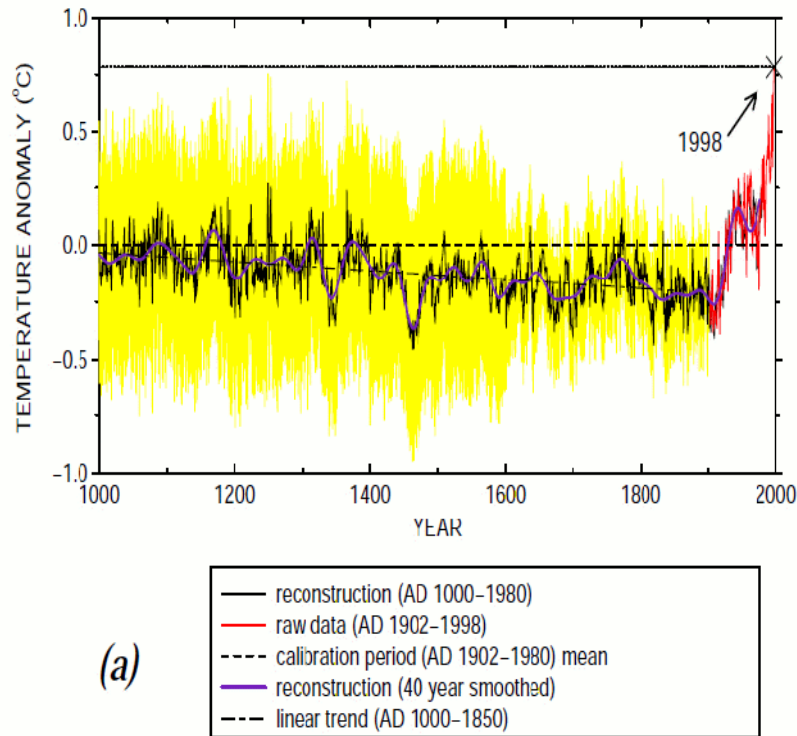 1.0
0.5
0.0
−0.5
−1.0
TEMPERATURE ANOMALY (°C)
1998
1000 1200 1400 1600 1800 2000
YEAR
(a)
reconstruction (AD 1000–1980)
raw data (AD 1902–1998)
calibration period (AD 1902–1980) mean
reconstruction (40 year smoothed)
linear trend (AD 1000–1850)